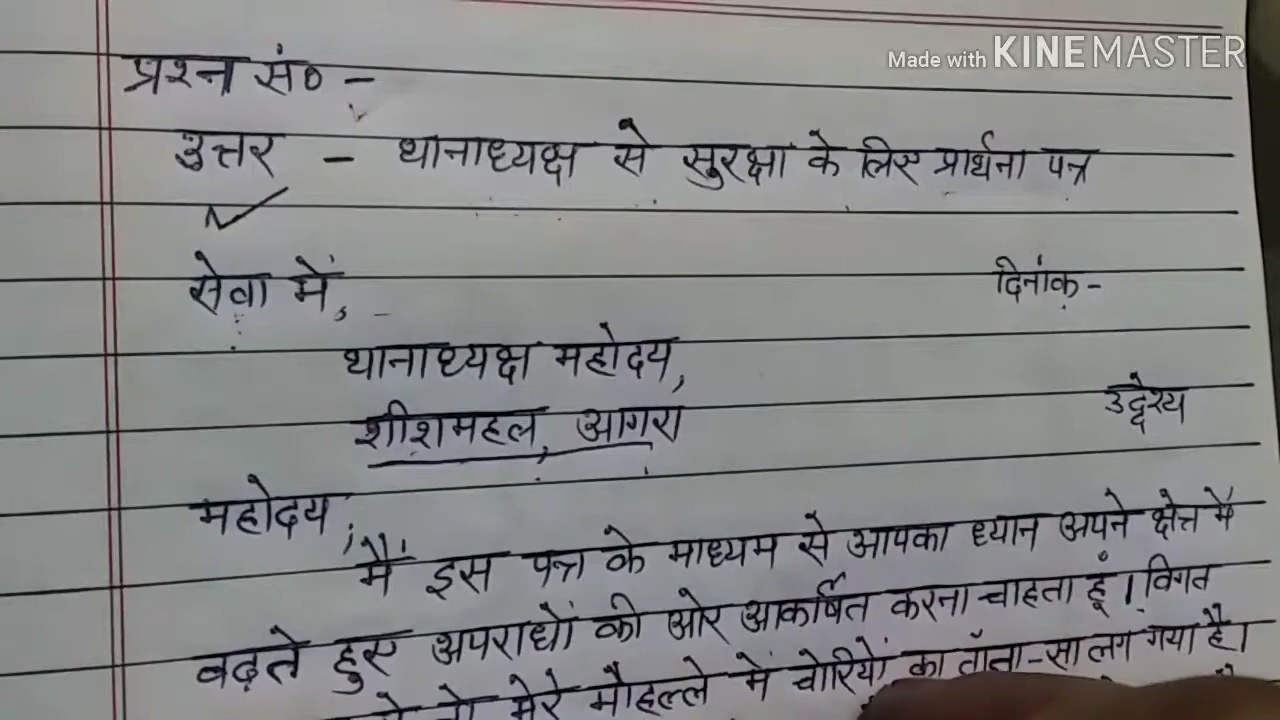 Made with KINEMASTER
प्रश्न सं० -
उत्तर - थानाध्यक्ष से सुरक्षा के लिए प्रार्थना पत्र
सेवा में,
दिनांक-
थानाध्यक्ष महोदय,
शीशमहल, आगरा
उद्देश्य
महोदय,
मैं इस पत्र के माध्यम से आपका ध्यान अपने क्षेत्र में
बढ़ते हुए अपराधों की ओर आकर्षित करना चाहता हूं। विगत
मेरे मौहल्ले में चोरियों का ताँता-सा लग गया है।